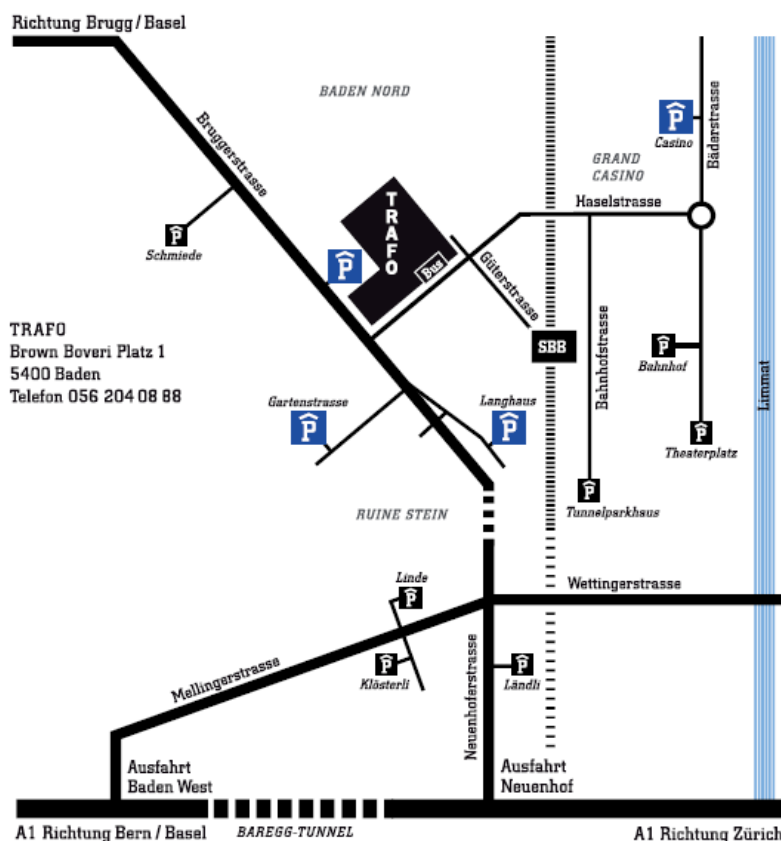 Richtung Brugg / Basel
BADEN NORD
Bruggerstrasse
P
Casino
Bäderstrasse
GRAND
CASINO
Haselstrasse
P
Schmiede
TRAFO
Bus
P
Güterstrasse
SBB
Bahnhofstrasse
Limmat
TRAFO
Brown Boveri Platz 1
5400 Baden
Telefon 056 204 08 88
P
Bahnhof
Gartenstrasse
P
Langhaus
P
P
Theaterplatz
P
Tunnelparkhaus
RUINE STEIN
Linde
P
Wettingerstrasse
Mellingerstrasse
P
Klösterli
Neuenhoferstrasse
P
Ländli
Ausfahrt
Baden West
Ausfahrt
Neuenhof
A1 Richtung Bern / Basel
BAREGG-TUNNEL
A1 Richtung Zürich